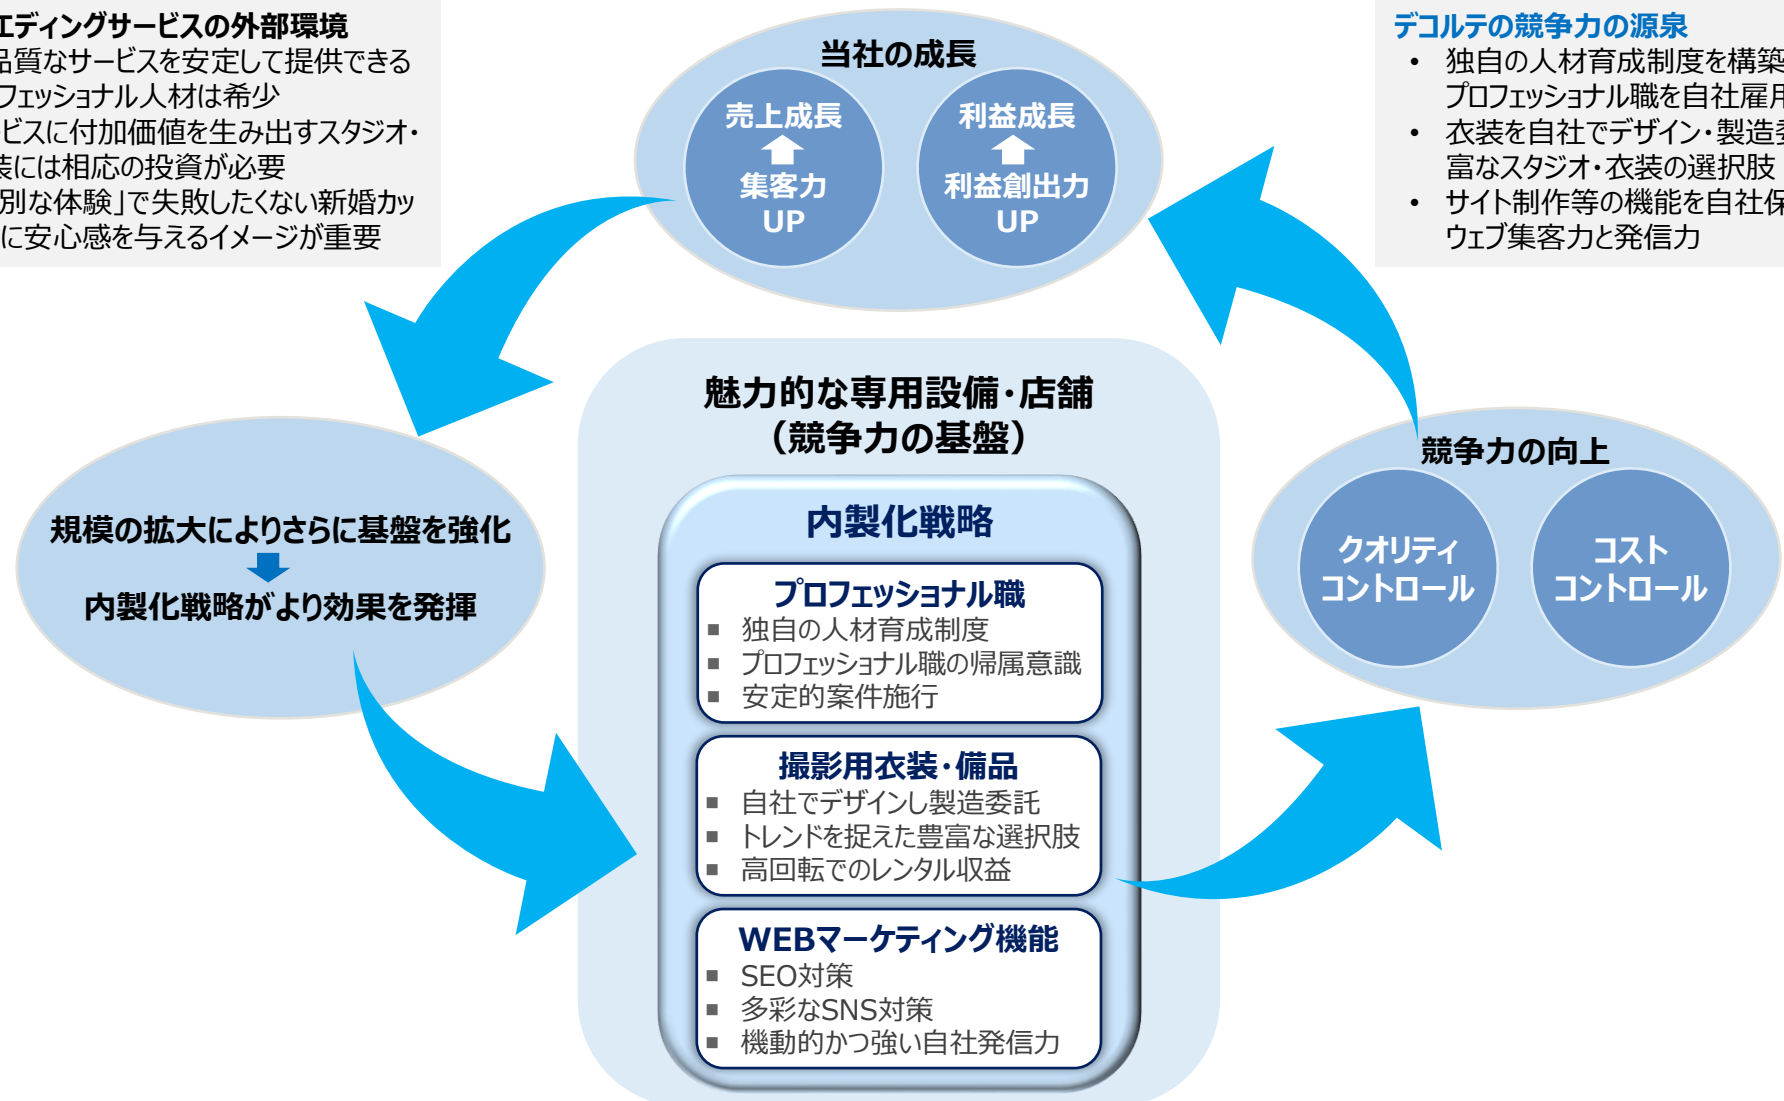 エディングサービスの外部環境
品質なサービスを安定して提供できる
フェッショナル人材は希少
ービスに付加価値を生み出すスタジオ・
装には相応の投資が必要
別な体験」で失敗したくない新婚カッ
に安心感を与えるイメージが重要
当社の成長
売上成長
集客力
UP
利益成長
利益創出力
UP
デコルテの競争力の源泉
• 独自の人材育成制度を構築
プロフェッショナル職を自社雇用
• 衣装を自社でデザイン・製造委
富なスタジオ・衣装の選択肢
• サイト制作等の機能を自社保
ウェブ集客力と発信力
規模の拡大によりさらに基盤を強化
内製化戦略がより効果を発揮
魅力的な専用設備・店舗
（競争力の基盤）
内製化戦略
プロフェッショナル職
■ 独自の人材育成制度
■ プロフェッショナル職の帰属意識
■ 安定的案件施行
撮影用衣装・備品
■ 自社でデザインし製造委託
■ トレンドを捉えた豊富な選択肢
■ 高回転でのレンタル収益
WEBマーケティング機能
■ SEO対策
■ 多彩なSNS対策
■ 機動的かつ強い自社発信力
競争力の向上
クオリティ
コントロール
コスト
コントロール